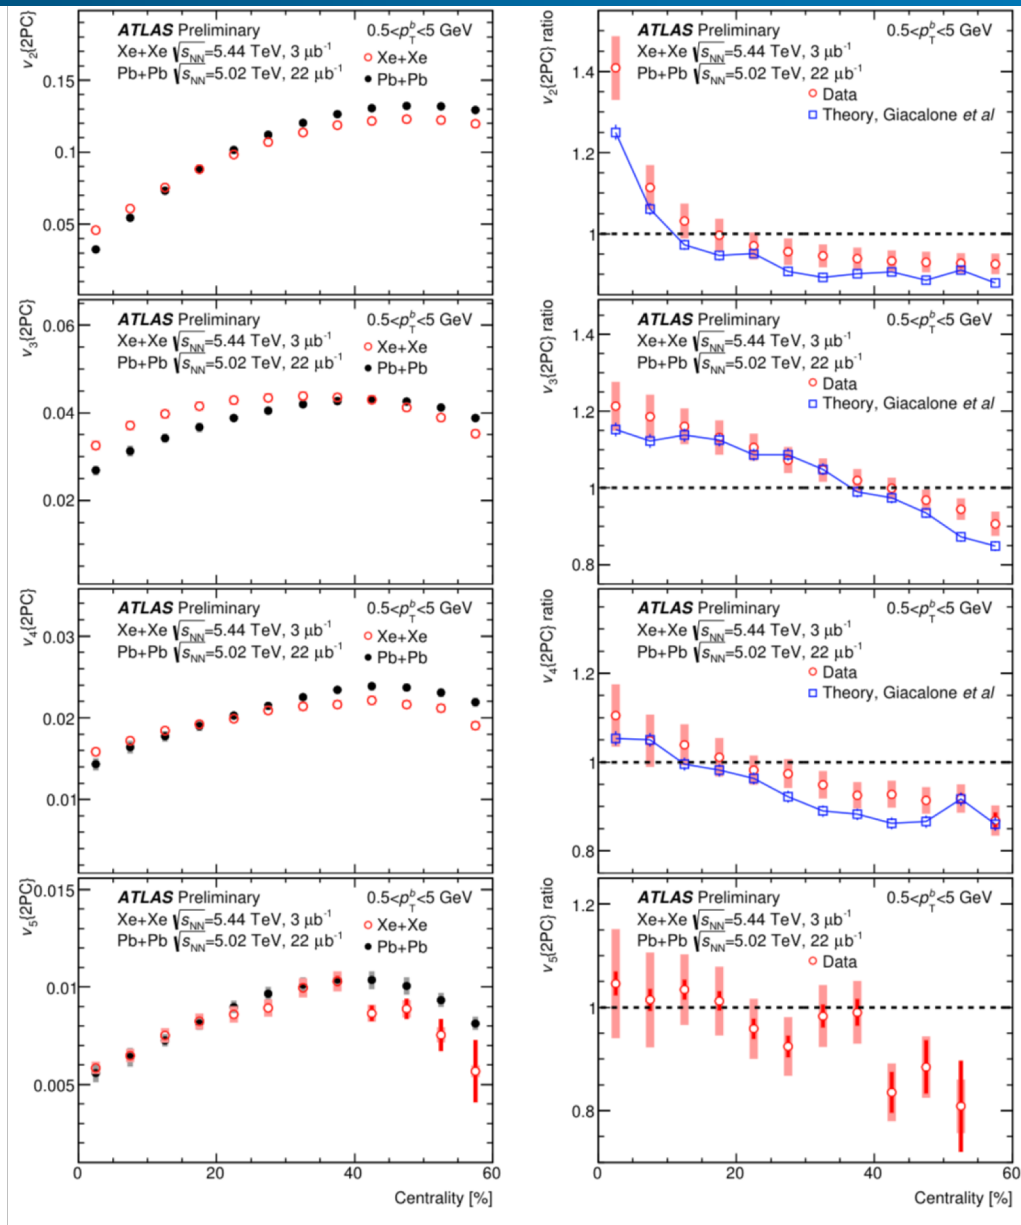 v₂{2PC}
ATLAS Preliminary 0.5<p_T^b<5 GeV
Xe+Xe √s_NN=5.44 TeV, 3 μb⁻¹
Pb+Pb √s_NN=5.02 TeV, 22 μb⁻¹
Xe+Xe
Pb+Pb
0.15
0.1
0.05
v₂{2PC} ratio
ATLAS Preliminary 0.5<p_T^b<5 GeV
Xe+Xe √s_NN=5.44 TeV, 3 μb⁻¹
Pb+Pb √s_NN=5.02 TeV, 22 μb⁻¹
Data
Theory, Giacalone et al
1.4
1.2
1
v₃{2PC}
ATLAS Preliminary 0.5<p_T^b<5 GeV
Xe+Xe √s_NN=5.44 TeV, 3 μb⁻¹
Pb+Pb √s_NN=5.02 TeV, 22 μb⁻¹
Xe+Xe
Pb+Pb
0.06
0.04
0.02
v₃{2PC} ratio
ATLAS Preliminary 0.5<p_T^b<5 GeV
Xe+Xe √s_NN=5.44 TeV, 3 μb⁻¹
Pb+Pb √s_NN=5.02 TeV, 22 μb⁻¹
Data
Theory, Giacalone et al
1.4
1.2
1
0.8
v₄{2PC}
ATLAS Preliminary 0.5<p_T^b<5 GeV
Xe+Xe √s_NN=5.44 TeV, 3 μb⁻¹
Pb+Pb √s_NN=5.02 TeV, 22 μb⁻¹
Xe+Xe
Pb+Pb
0.03
0.02
0.01
v₄{2PC} ratio
ATLAS Preliminary 0.5<p_T^b<5 GeV
Xe+Xe √s_NN=5.44 TeV, 3 μb⁻¹
Pb+Pb √s_NN=5.02 TeV, 22 μb⁻¹
Data
Theory, Giacalone et al
1.2
1
0.8
v₅{2PC}
ATLAS Preliminary 0.5<p_T^b<5 GeV
Xe+Xe √s_NN=5.44 TeV, 3 μb⁻¹
Pb+Pb √s_NN=5.02 TeV, 22 μb⁻¹
Xe+Xe
Pb+Pb
0.015
0.01
0.005
0 20 40 60
Centrality [%]
v₅{2PC} ratio
ATLAS Preliminary 0.5<p_T^b<5 GeV
Xe+Xe √s_NN=5.44 TeV, 3 μb⁻¹
Pb+Pb √s_NN=5.02 TeV, 22 μb⁻¹
Data
1.2
1
0.8
0 20 40 60
Centrality [%]